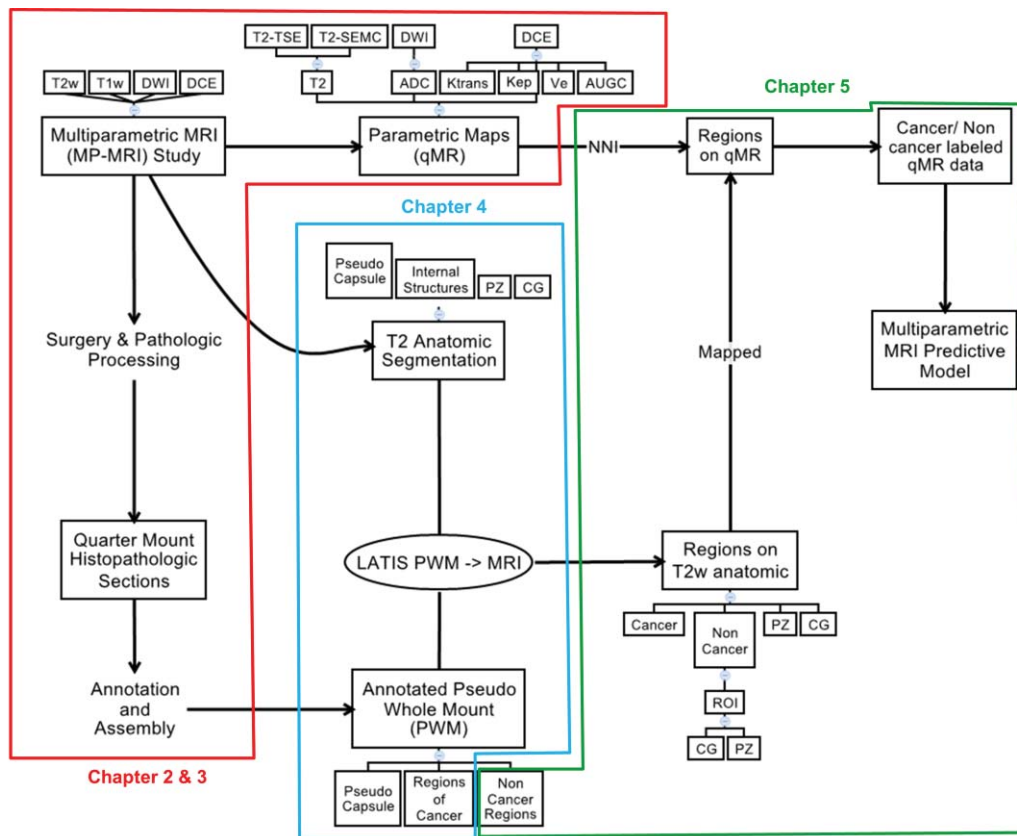 T2-TSE
T2-SEMC
DWI
DCE
T2w
T1w
DWI
DCE
T2
ADC
Ktrans
Kep
Ve
AUGC
Chapter 5
Multiparametric MRI
(MP-MRI) Study
Parametric Maps
(qMR)
NNI
Regions
on qMR
Cancer/ Non
cancer labeled
qMR data
Chapter 4
Pseudo
Capsule
Internal
Structures
PZ
CG
Surgery & Pathologic
Processing
T2 Anatomic
Segmentation
Mapped
Multiparametric
MRI Predictive
Model
Quarter Mount
Histopathologic
Sections
LATIS PWM -> MRI
Regions on
T2w anatomic
Cancer
Non
Cancer
PZ
CG
ROI
CG
PZ
Annotation
and
Assembly
Annotated Pseudo
Whole Mount
(PWM)
Chapter 2 & 3
Pseudo
Capsule
Regions
of
Cancer
Non
Cancer
Regions